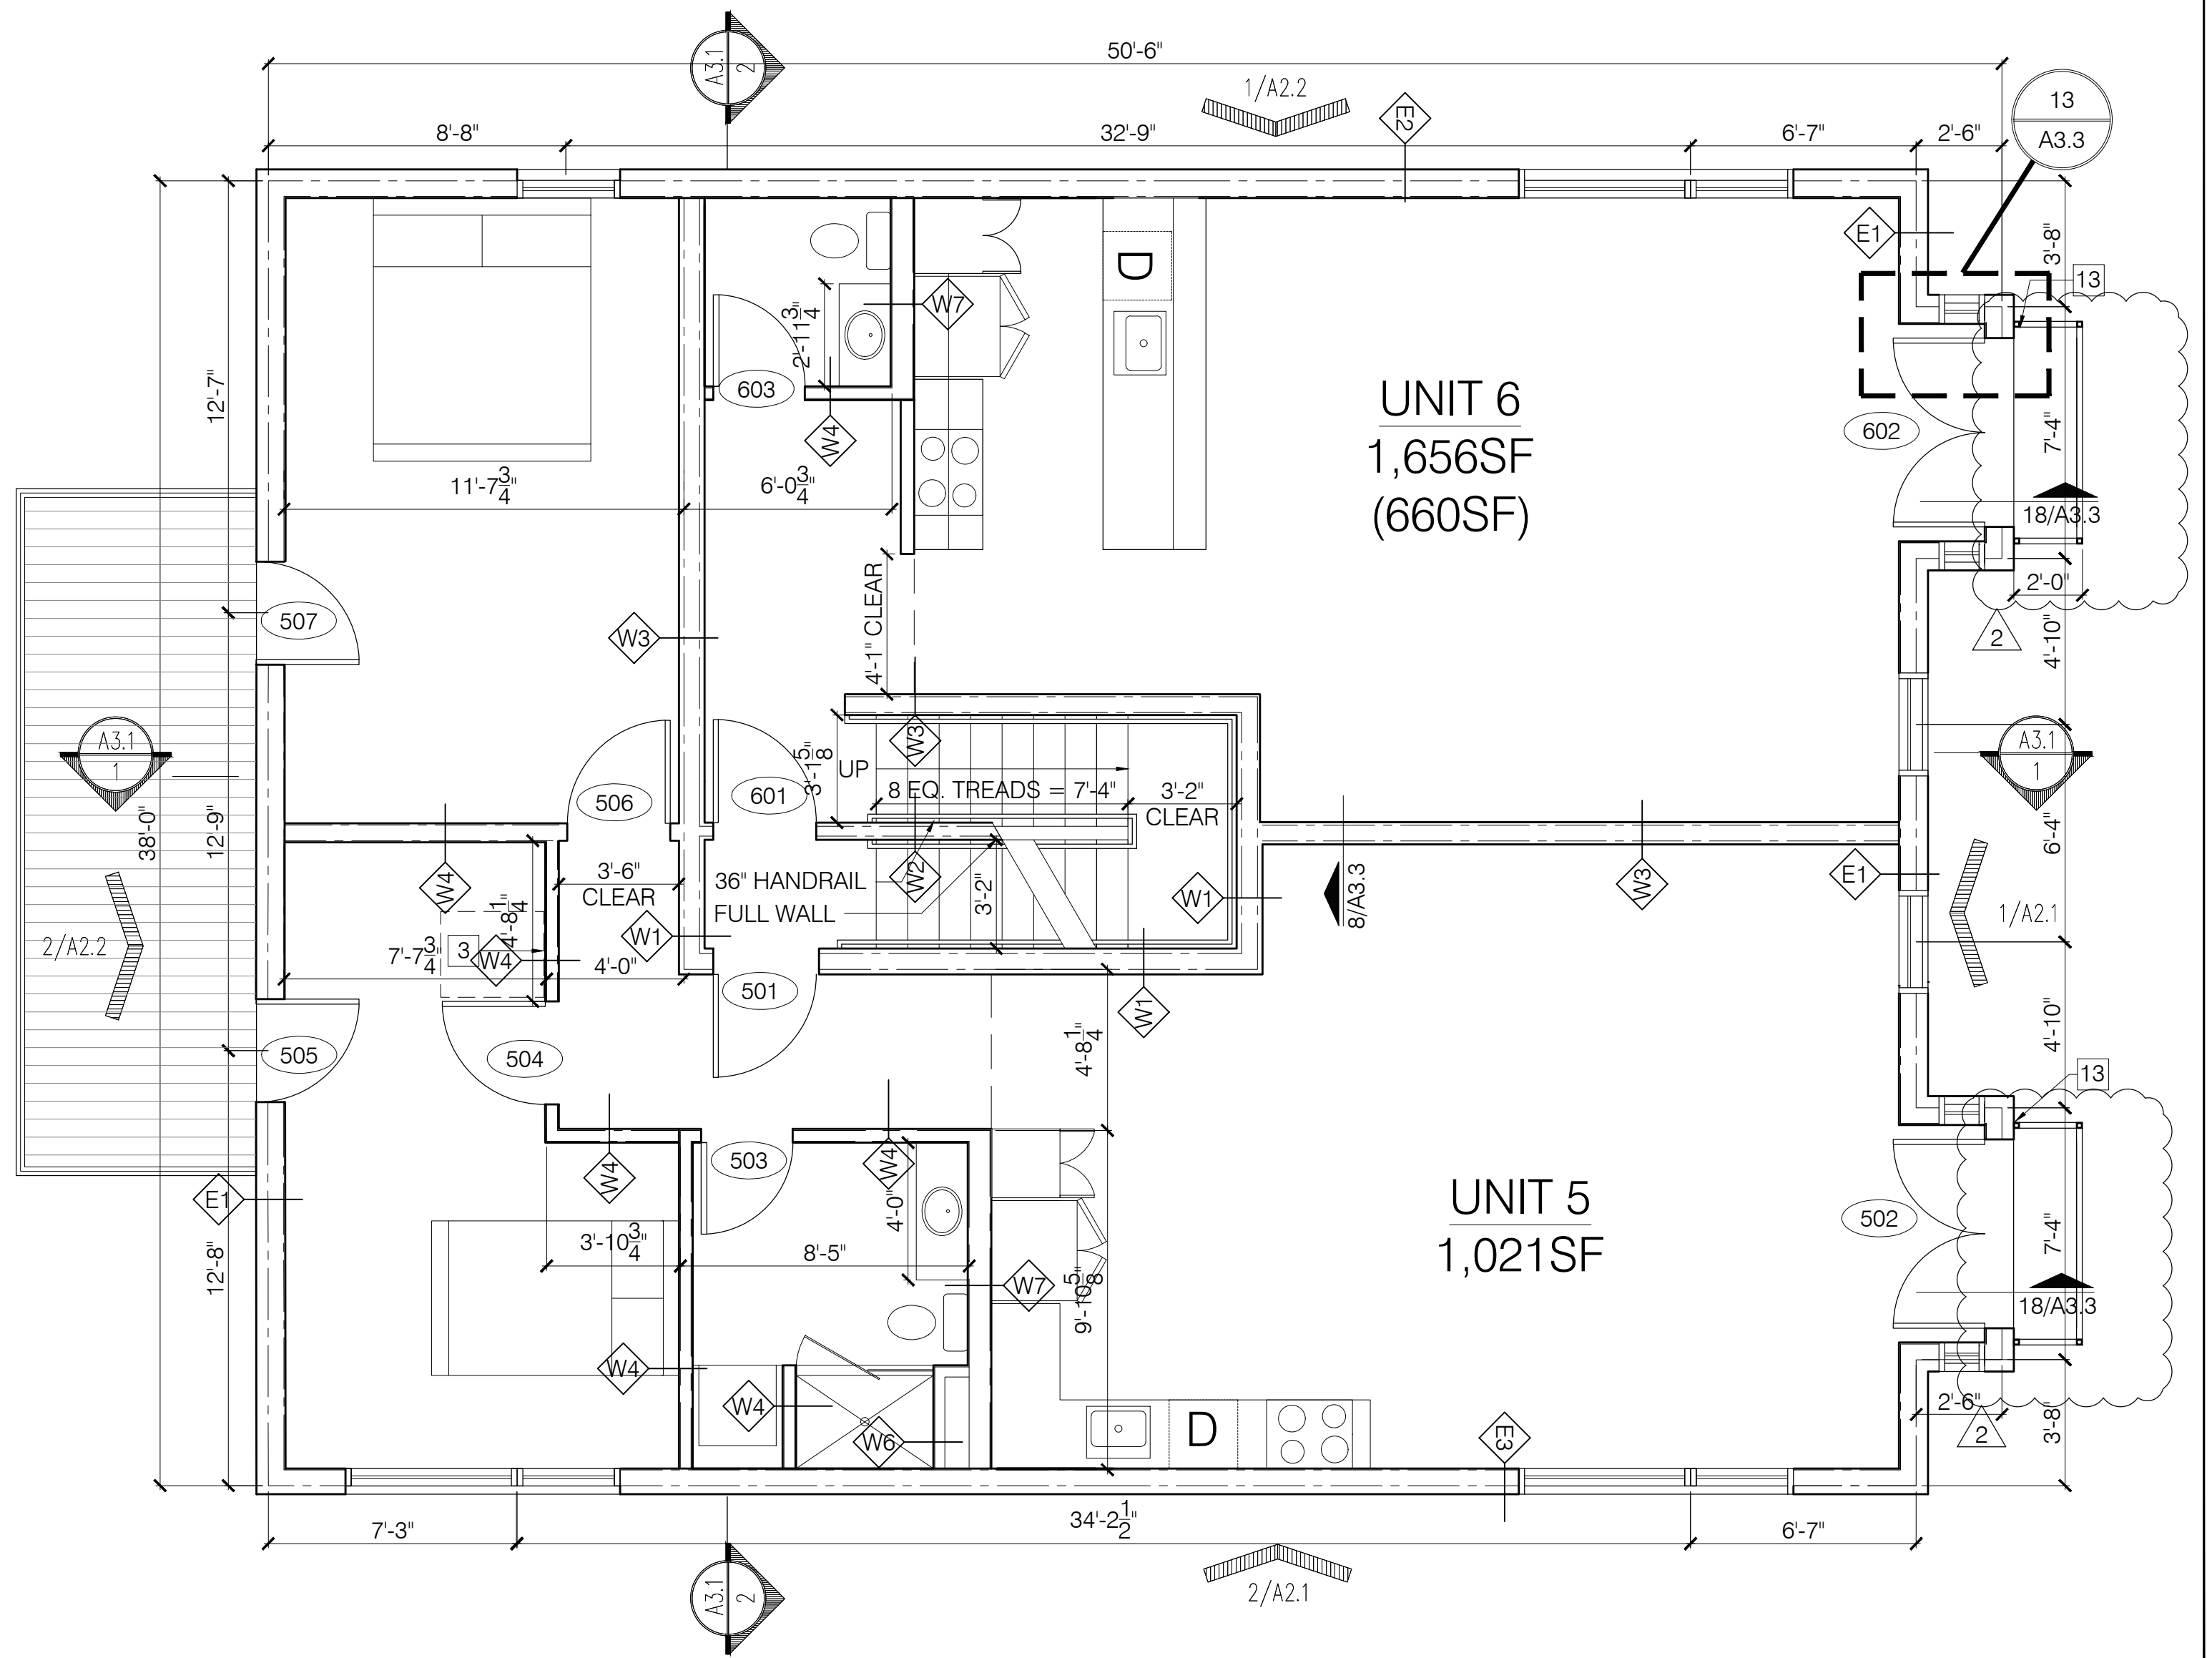 50'-6"
A3.1
2
1/A2.2
13
A3.3
8'-8"
32'-9"
E2
6'-7"
2'-6"
E1
3'-8"
13
D
W7
2'-11 3/4"
603
W4
12'-7"
11'-7 3/4"
6'-0 3/4"
UNIT 6
1,656SF
(660SF)
602
7'-4"
18/A3.3
2'-0"
2
4'-10"
507
W3
4'-1" CLEAR
A3.1
1
W3
3'-1 5/8"
UP
8 EQ. TREADS = 7'-4"
3'-2"
CLEAR
506
601
A3.1
1
38'-0"
12'-9"
6'-4"
W4
3'-6"
CLEAR
36" HANDRAIL
FULL WALL
W2
3'-2"
W1
8/A3.3
W3
E1
1/A2.1
2/A2.2
4'-8 1/4"
7'-7 3/4"
3
W4
W1
4'-0"
501
W1
4'-8 1/4"
4'-10"
505
504
13
503
W4
W4
4'-0"
E1
12'-8"
3'-10 3/4"
8'-5"
W7
9'-10 5/8"
UNIT 5
1,021SF
502
7'-4"
18/A3.3
W4
W4
W6
D
E3
2'-6"
2
3'-8"
7'-3"
34'-2 1/2"
6'-7"
A3.1
2
2/A2.1